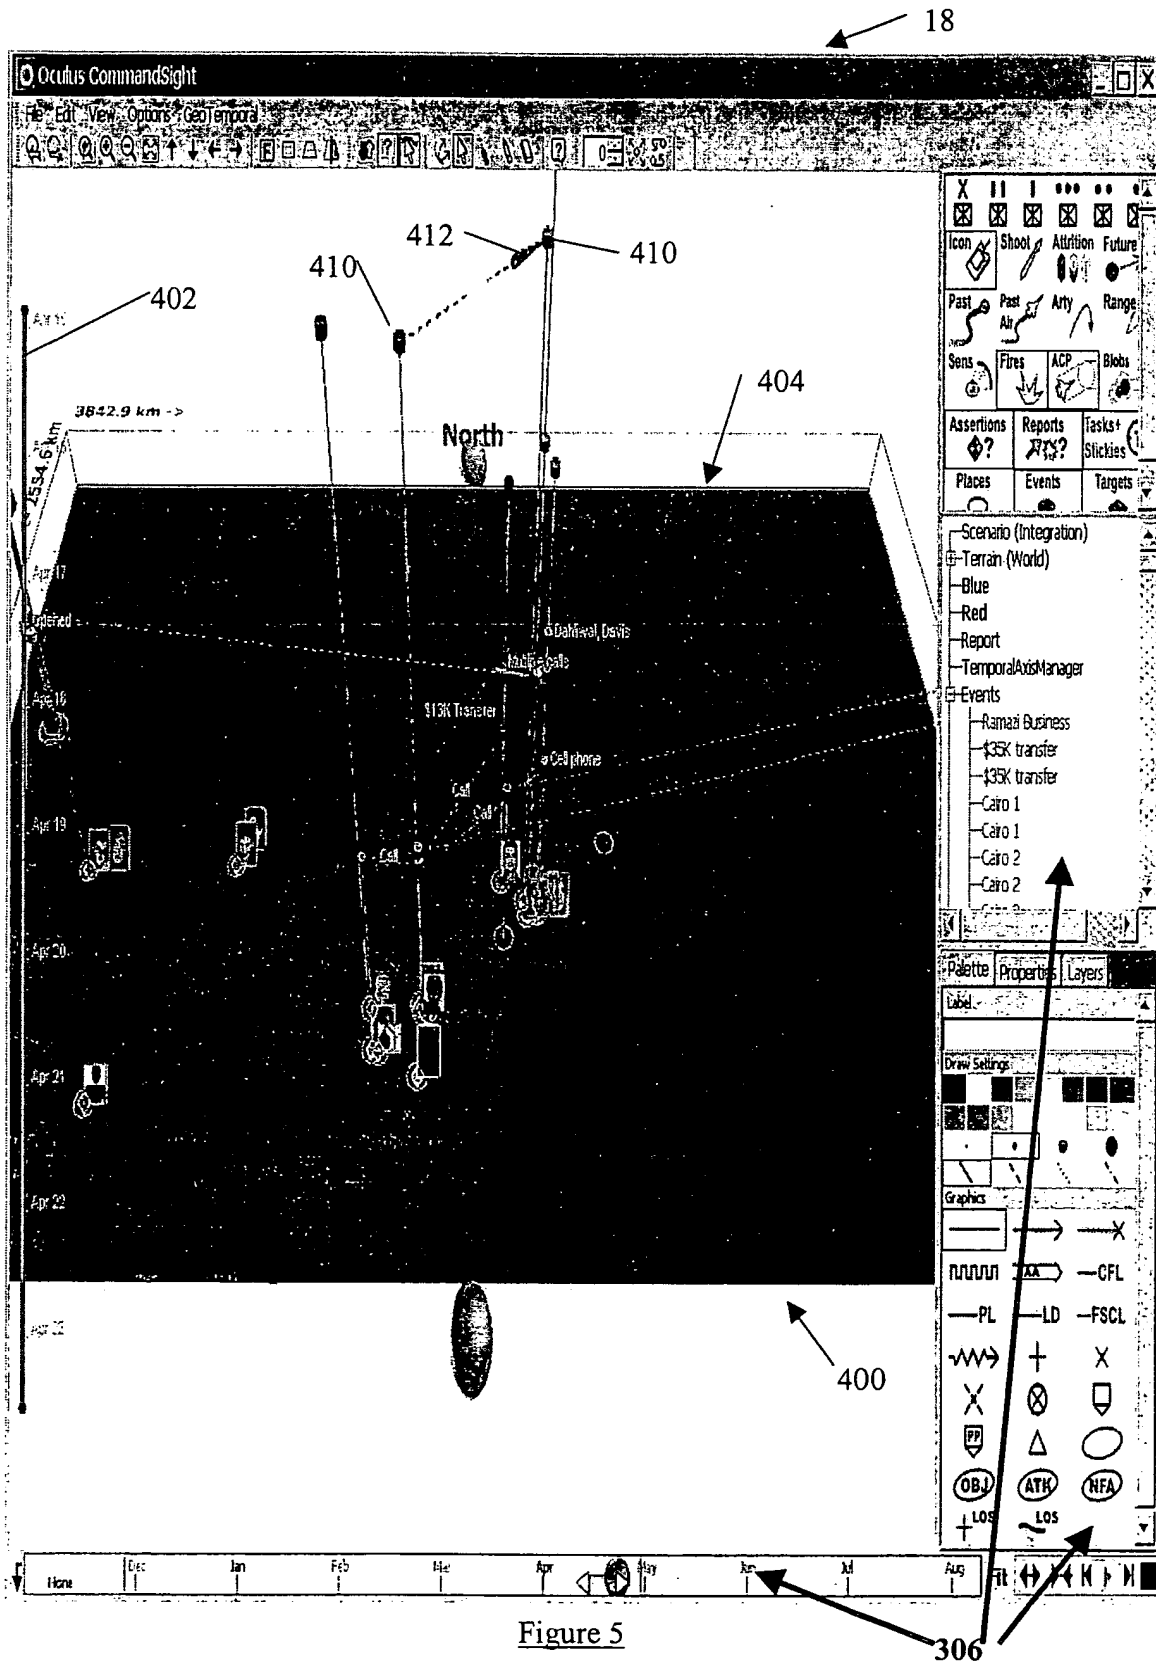 18
Oculus CommandSight
File Edit View Options GeoTemporal
0
X II I ••• ••
Icon Shoot Attrition Future
Past Past Air Arty Range
Sens Fires ACP Blobs
Assertions Reports Tasks+ Stickies
Places Events Targets
412
410
410
402
404
3842.9 km ->
North
Apr 17
Apr 18
Apr 19
Apr 20
Apr 21
Apr 22
Dahiwal, Davis
$13K Transfer
Cell phone
Call
Call
Call
Scenario (Integration)
Terrain (World)
Blue
Red
Report
TemporalAxisManager
Events
Ramazi Business
$35K transfer
$35K transfer
Cairo 1
Cairo 1
Cairo 2
Cairo 2
Palette Properties Layers
Label
Draw Settings
Graphics
AA CFL
PL LD FSCL
PP
OBJ ATK NFA
LOS LOS
400
None Dec Jan Feb Mar Apr May Jun Jul Aug Fit
Figure 5
306